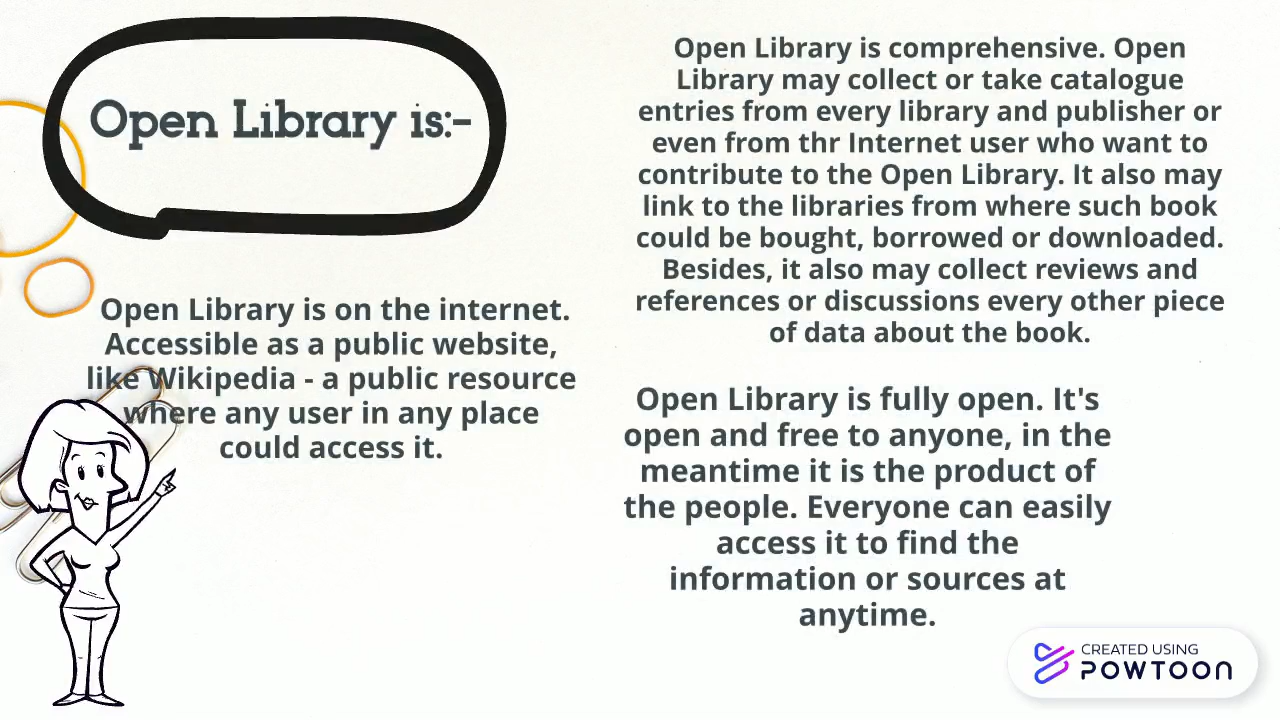 Open Library is:-
Open Library is on the internet.
Accessible as a public website,
like Wikipedia - a public resource
where any user in any place
could access it.
Open Library is comprehensive. Open
Library may collect or take catalogue
entries from every library and publisher or
even from thr Internet user who want to
contribute to the Open Library. It also may
link to the libraries from where such book
could be bought, borrowed or downloaded.
Besides, it also may collect reviews and
references or discussions every other piece
of data about the book.
Open Library is fully open. It's
open and free to anyone, in the
meantime it is the product of
the people. Everyone can easily
access it to find the
information or sources at
anytime.
CREATED USING
POWTOON